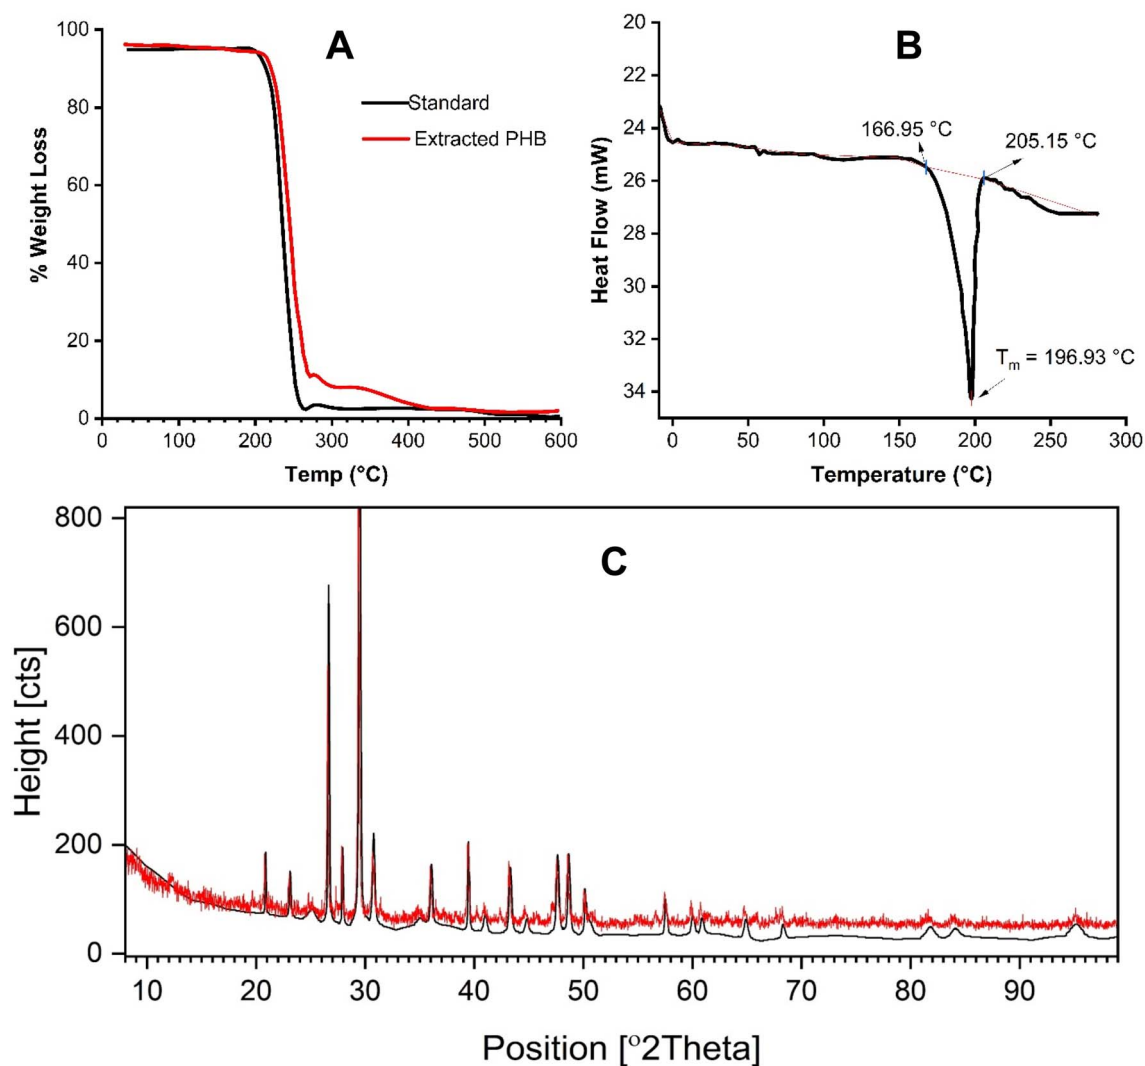 A
100
80
60
40
20
0
% Weight Loss
Standard
Extracted PHB
0 100 200 300 400 500 600
Temp (°C)
B
20
22
24
26
28
30
32
34
Heat Flow (mW)
166.95 °C
205.15 °C
Tm = 196.93 °C
0 50 100 150 200 250 300
Temperature (°C)
C
800
600
400
200
0
Height [cts]
10 20 30 40 50 60 70 80 90
Position [°2Theta]